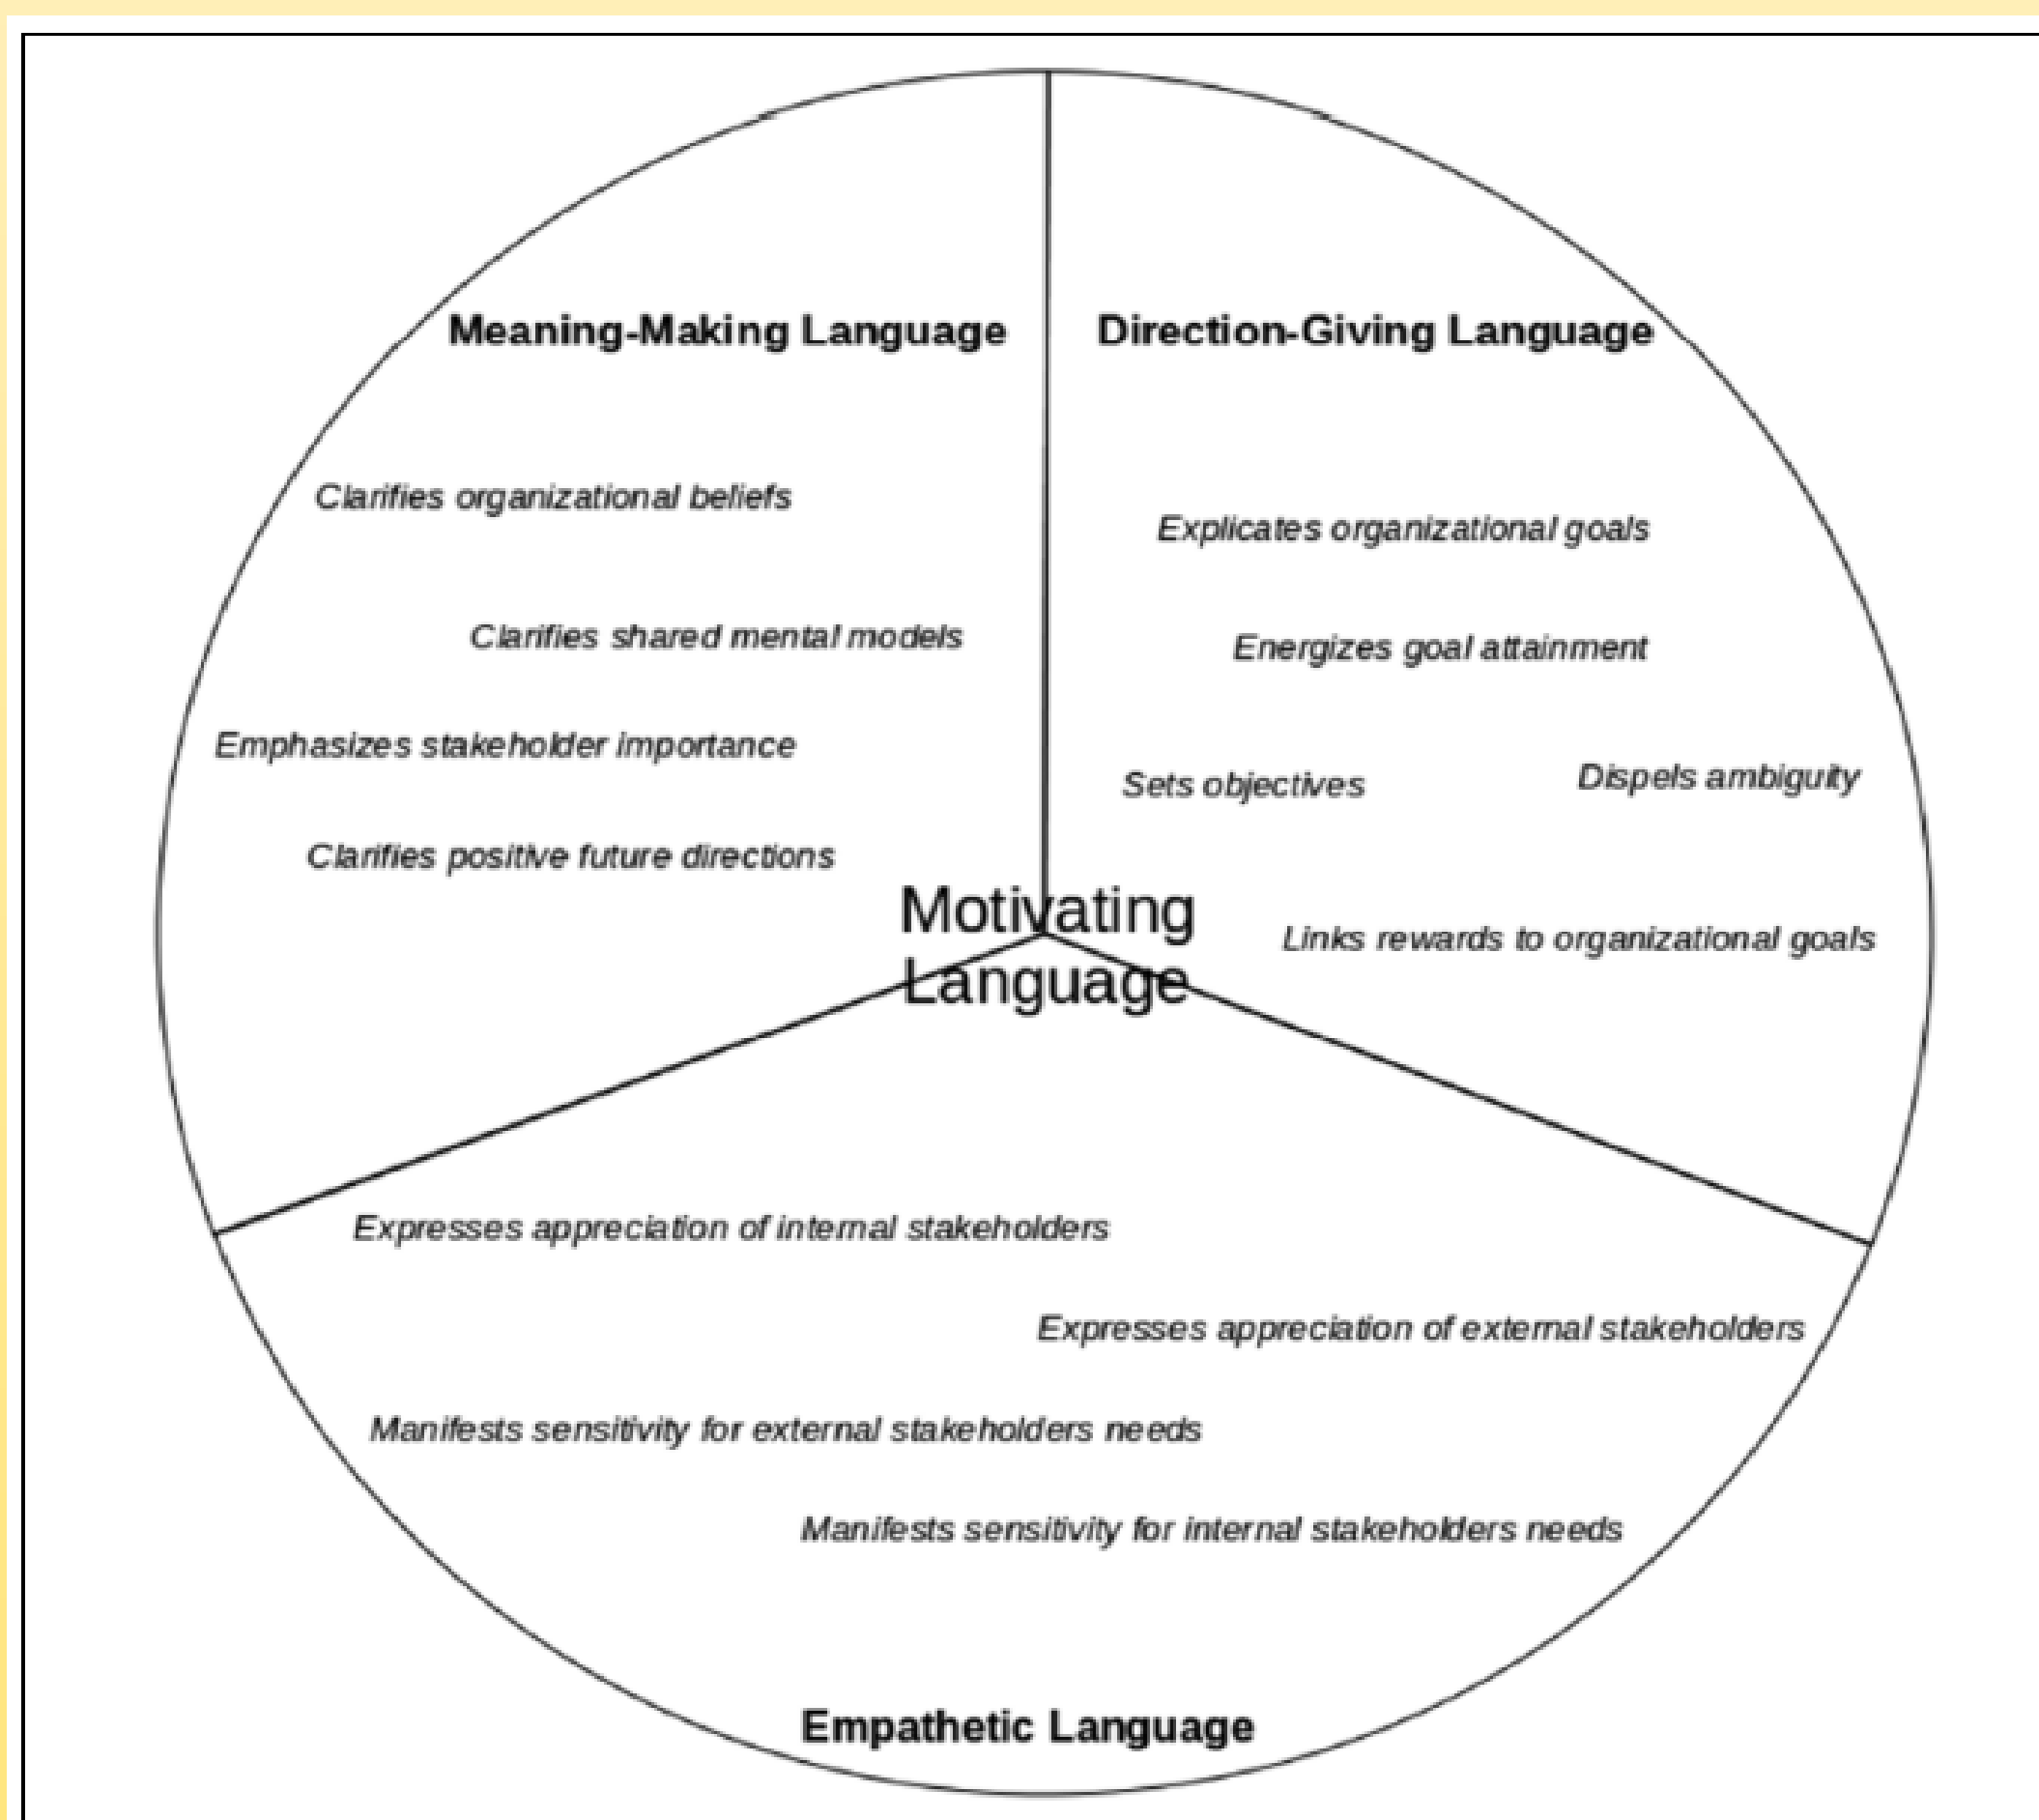 Meaning-Making Language
Clarifies organizational beliefs
Clarifies shared mental models
Emphasizes stakeholder importance
Clarifies positive future directions
Direction-Giving Language
Explicates organizational goals
Energizes goal attainment
Sets objectives
Dispels ambiguity
Links rewards to organizational goals
Motivating
Language
Expresses appreciation of internal stakeholders
Expresses appreciation of external stakeholders
Manifests sensitivity for external stakeholders needs
Manifests sensitivity for internal stakeholders needs
Empathetic Language